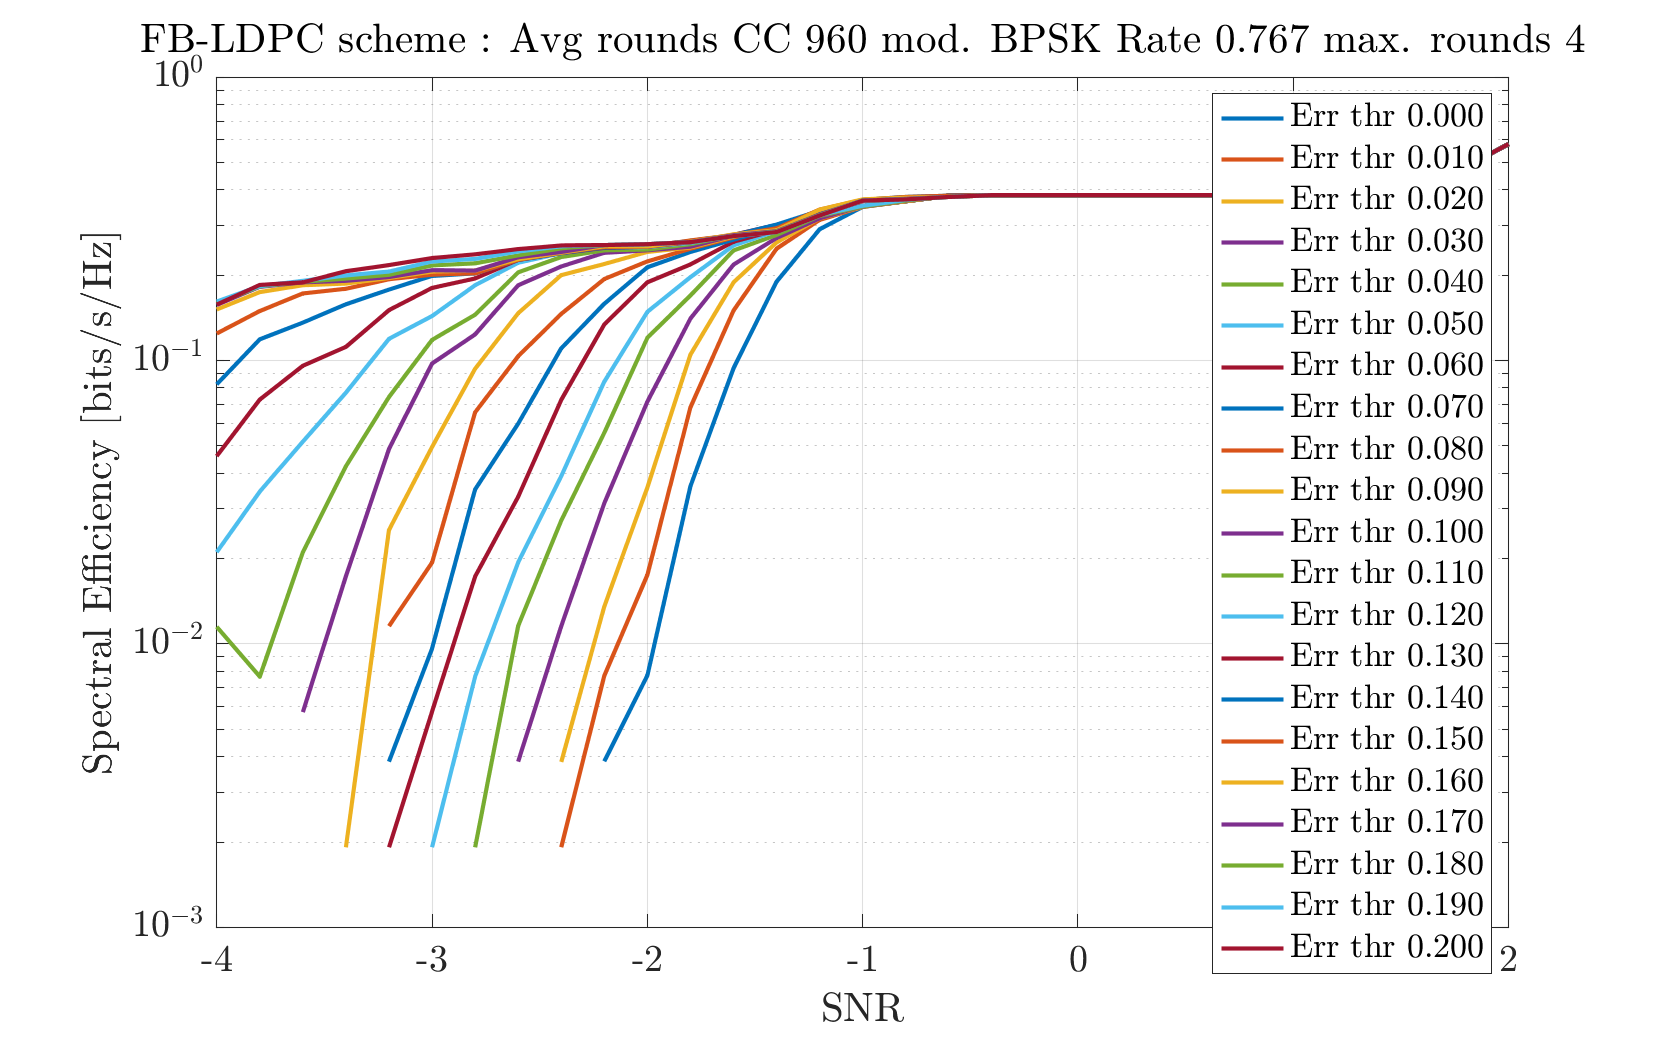 FB-LDPC scheme : Avg rounds CC 960 mod. BPSK Rate 0.767 max. rounds 4
10^0
10^-1
10^-2
10^-3
Spectral Efficiency [bits/s/Hz]
-4
-3
-2
-1
0
2
SNR
Err thr 0.000
Err thr 0.010
Err thr 0.020
Err thr 0.030
Err thr 0.040
Err thr 0.050
Err thr 0.060
Err thr 0.070
Err thr 0.080
Err thr 0.090
Err thr 0.100
Err thr 0.110
Err thr 0.120
Err thr 0.130
Err thr 0.140
Err thr 0.150
Err thr 0.160
Err thr 0.170
Err thr 0.180
Err thr 0.190
Err thr 0.200